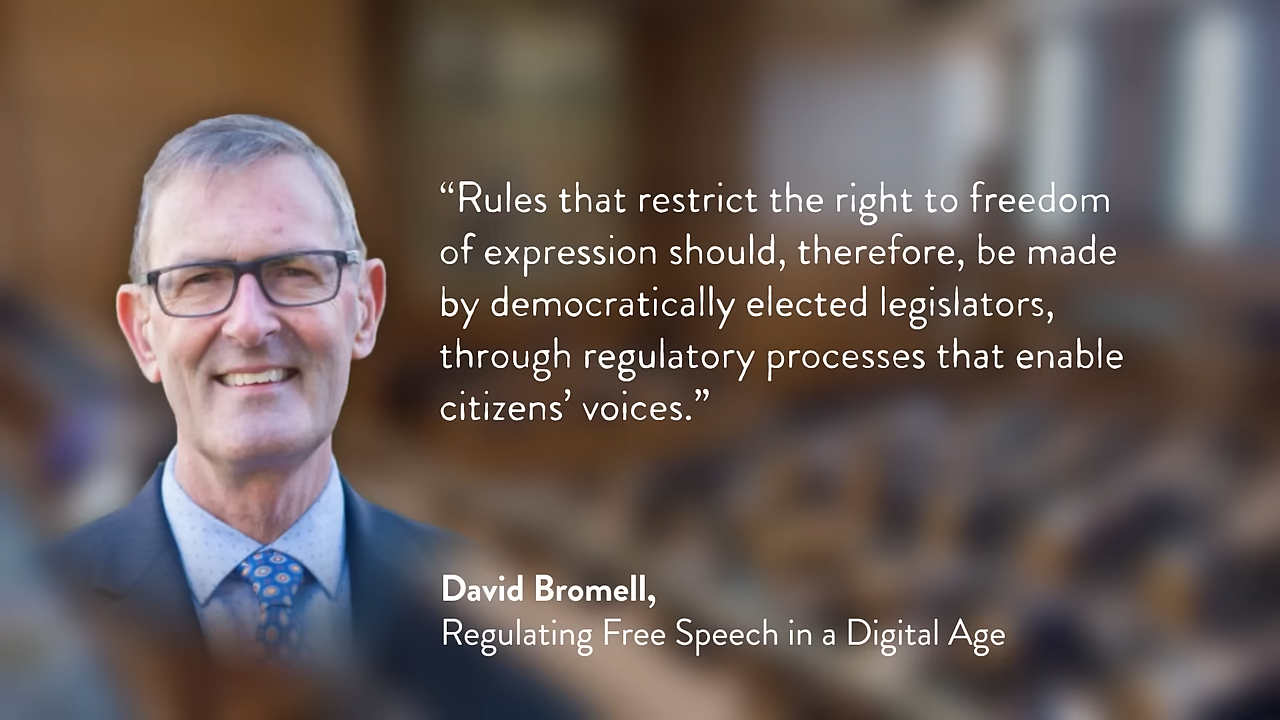 “Rules that restrict the right to freedom
of expression should, therefore, be made
by democratically elected legislators,
through regulatory processes that enable
citizens’ voices.”
David Bromell,
Regulating Free Speech in a Digital Age